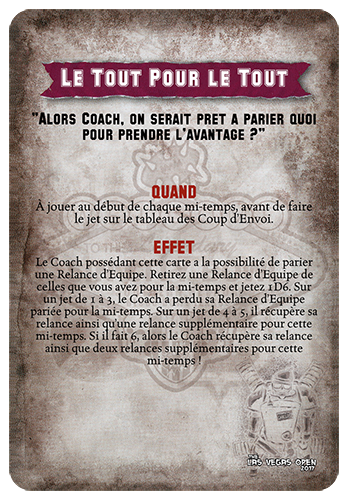 Le Tout Pour le Tout
"Alors Coach, on serait pret a parier quoi
pour prendre l'avantage ?"
QUAND
À jouer au début de chaque mi-temps, avant de faire
le jet sur le tableau des Coup d'Envoi.
EFFET
Le Coach possédant cette carte a la possibilité de parier
une Relance d'Equipe. Retirez une Relance d'Equipe de
celles que vous avez pour la mi-temps et jetez 1D6. Sur
un jet de 1 à 3, le Coach a perdu sa Relance d'Equipe
pariée pour la mi-temps. Sur un jet de 4 à 5, il récupère sa
relance ainsi qu'une relance supplémentaire pour cette
mi-temps. Si il fait 6, alors le Coach récupère sa relance
ainsi que deux relances supplémentaires pour cette
mi-temps !
Las Vegas Open
2017